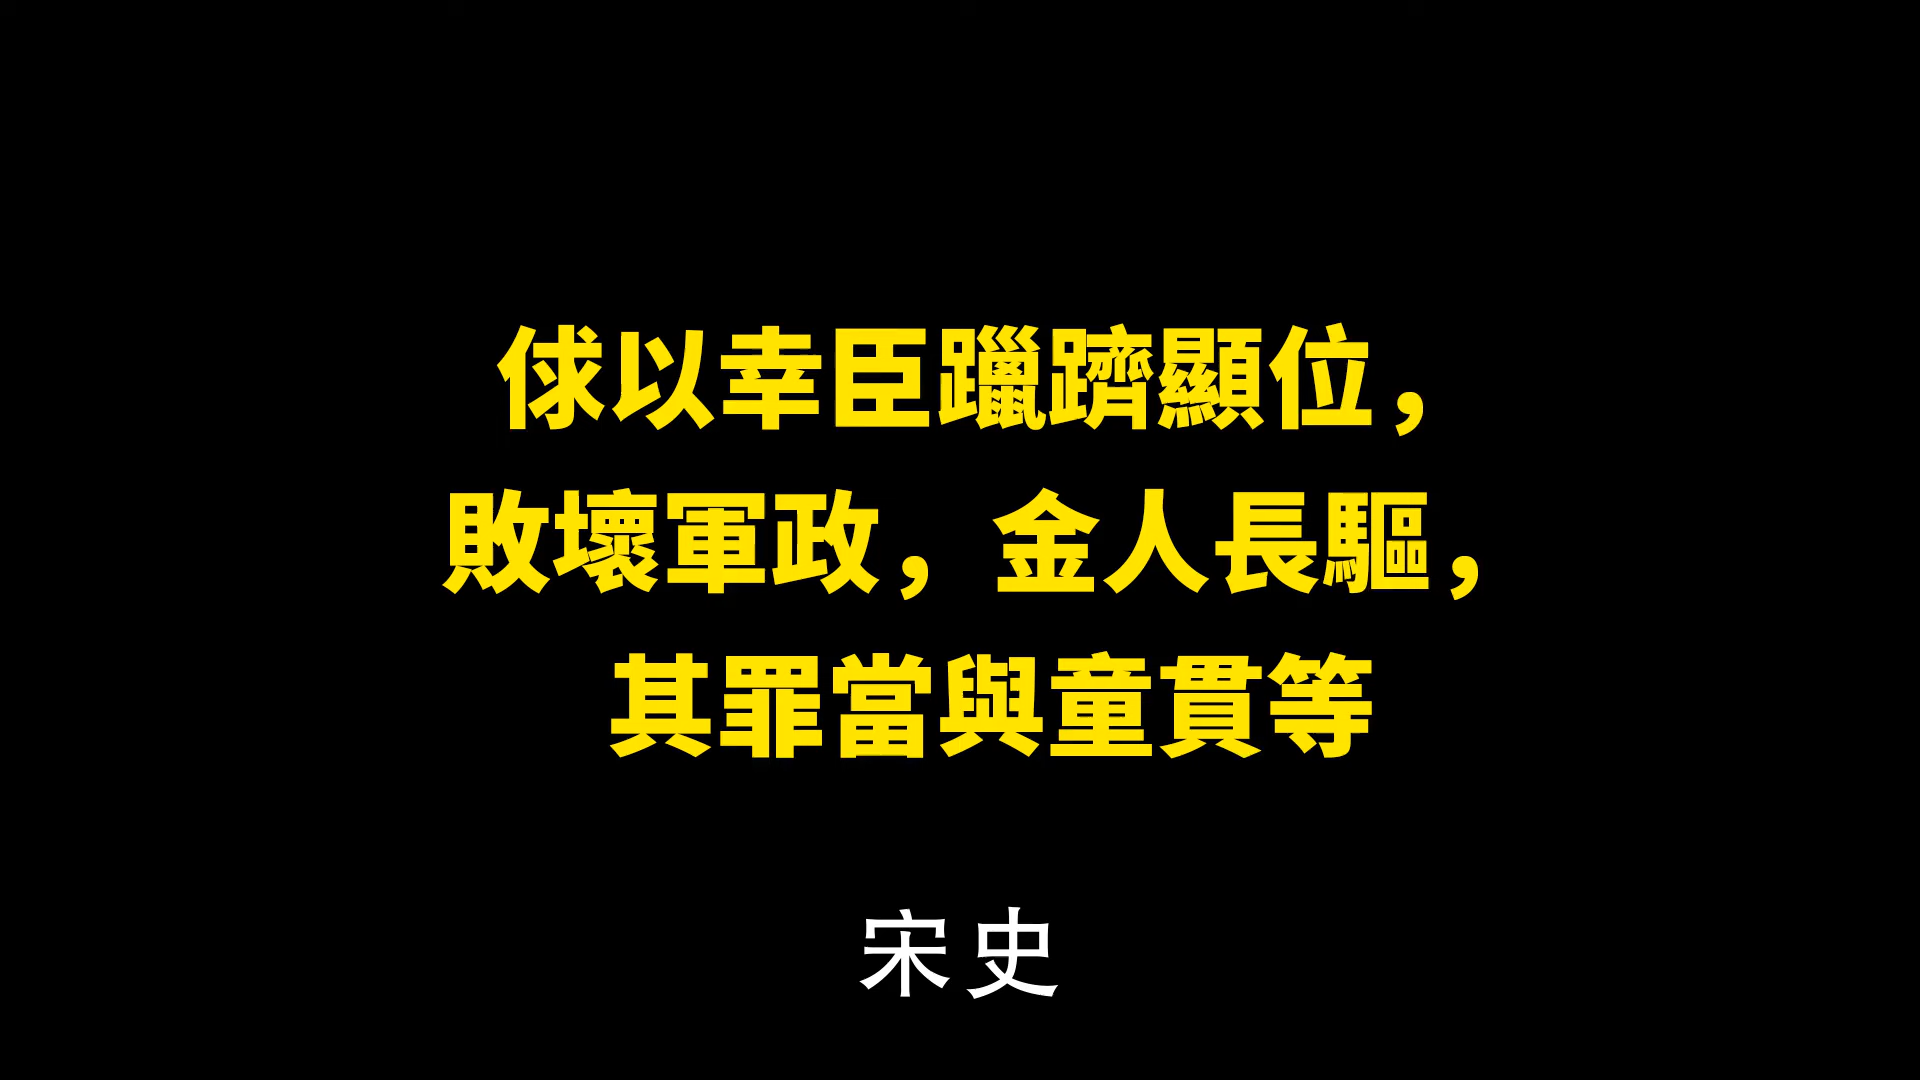 俅以幸臣躐躋顯位，
敗壞軍政，金人長驅，
其罪當與童貫等
宋史